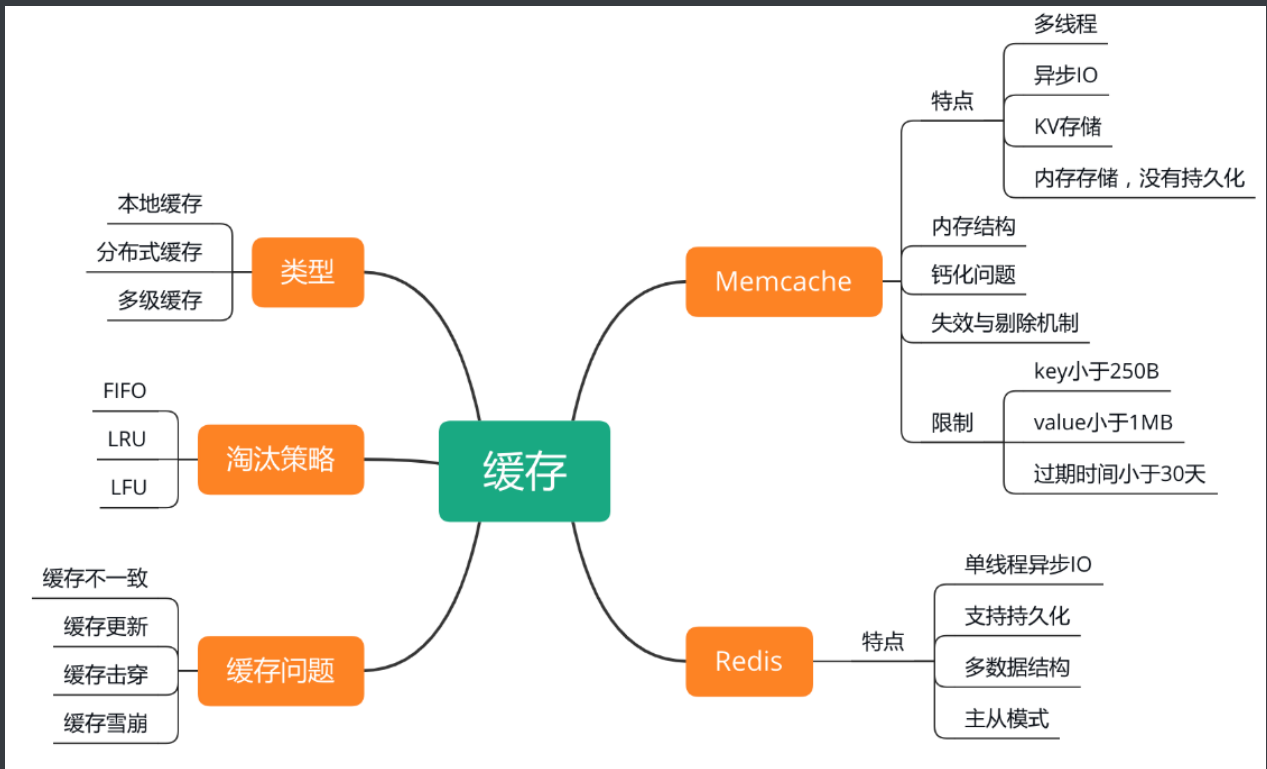 缓存
类型
本地缓存
分布式缓存
多级缓存
淘汰策略
FIFO
LRU
LFU
缓存问题
缓存不一致
缓存更新
缓存击穿
缓存雪崩
Memcache
特点
多线程
异步IO
KV存储
内存存储，没有持久化
内存结构
钙化问题
失效与剔除机制
限制
key小于250B
value小于1MB
过期时间小于30天
Redis
特点
单线程异步IO
支持持久化
多数据结构
主从模式